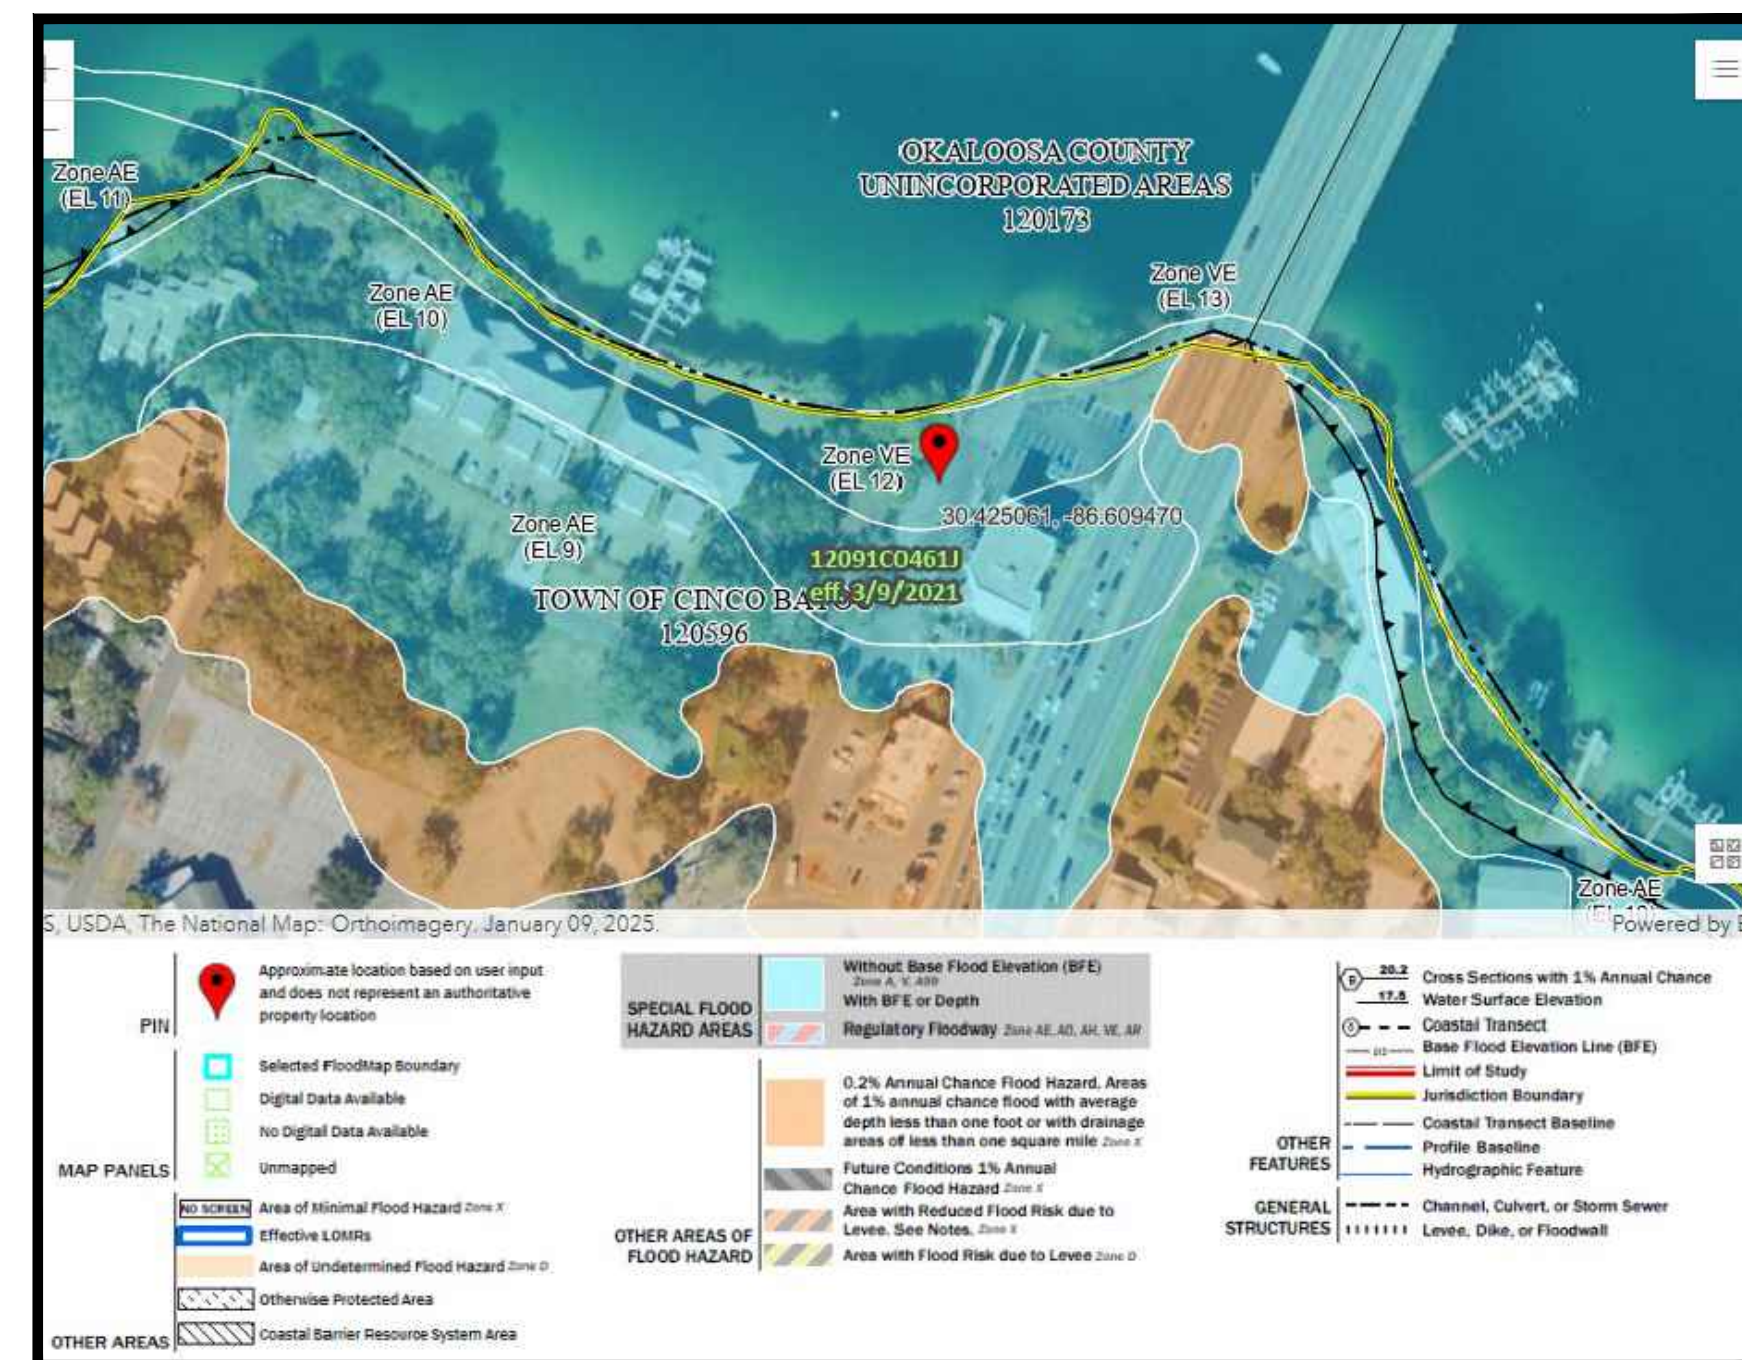 OKALOOSA COUNTY
UNINCORPORATED AREAS
120173
Zone AE
(EL 11)
Zone VE
(EL 13)
Zone AE
(EL 10)
Zone VE
(EL 12)
30.425061, -86.609470
Zone AE
(EL 9)
12091C0461J
eff. 3/9/2021
TOWN OF CINCO
120596
Zone AE
S, USDA, The National Map: Orthoimagery. January 09, 2025.
Powered by
PIN
Approximate location based on user input
and does not represent an authoritative
property location
MAP PANELS
Selected FloodMap Boundary
Digital Data Available
No Digital Data Available
Unmapped
OTHER AREAS
NO SCREEN Area of Minimal Flood Hazard Zone X
Effective LOMRs
Area of Undetermined Flood Hazard Zone D
Otherwise Protected Area
Coastal Barrier Resource System Area
SPECIAL FLOOD
HAZARD AREAS
Without Base Flood Elevation (BFE)
Zone A, V, A99
With BFE or Depth
Regulatory Floodway Zone AE, AO, AH, VE, AR
OTHER AREAS OF
FLOOD HAZARD
0.2% Annual Chance Flood Hazard, Areas
of 1% annual chance flood with average
depth less than one foot or with drainage
areas of less than one square mile Zone X
Future Conditions 1% Annual
Chance Flood Hazard Zone X
Area with Reduced Flood Risk due to
Levee. See Notes. Zone X
Area with Flood Risk due to Levee Zone D
OTHER
FEATURES
20.2 Cross Sections with 1% Annual Chance
17.5 Water Surface Elevation
Coastal Transect
Base Flood Elevation Line (BFE)
Limit of Study
Jurisdiction Boundary
Coastal Transect Baseline
Profile Baseline
Hydrographic Feature
GENERAL
STRUCTURES
Channel, Culvert, or Storm Sewer
Levee, Dike, or Floodwall